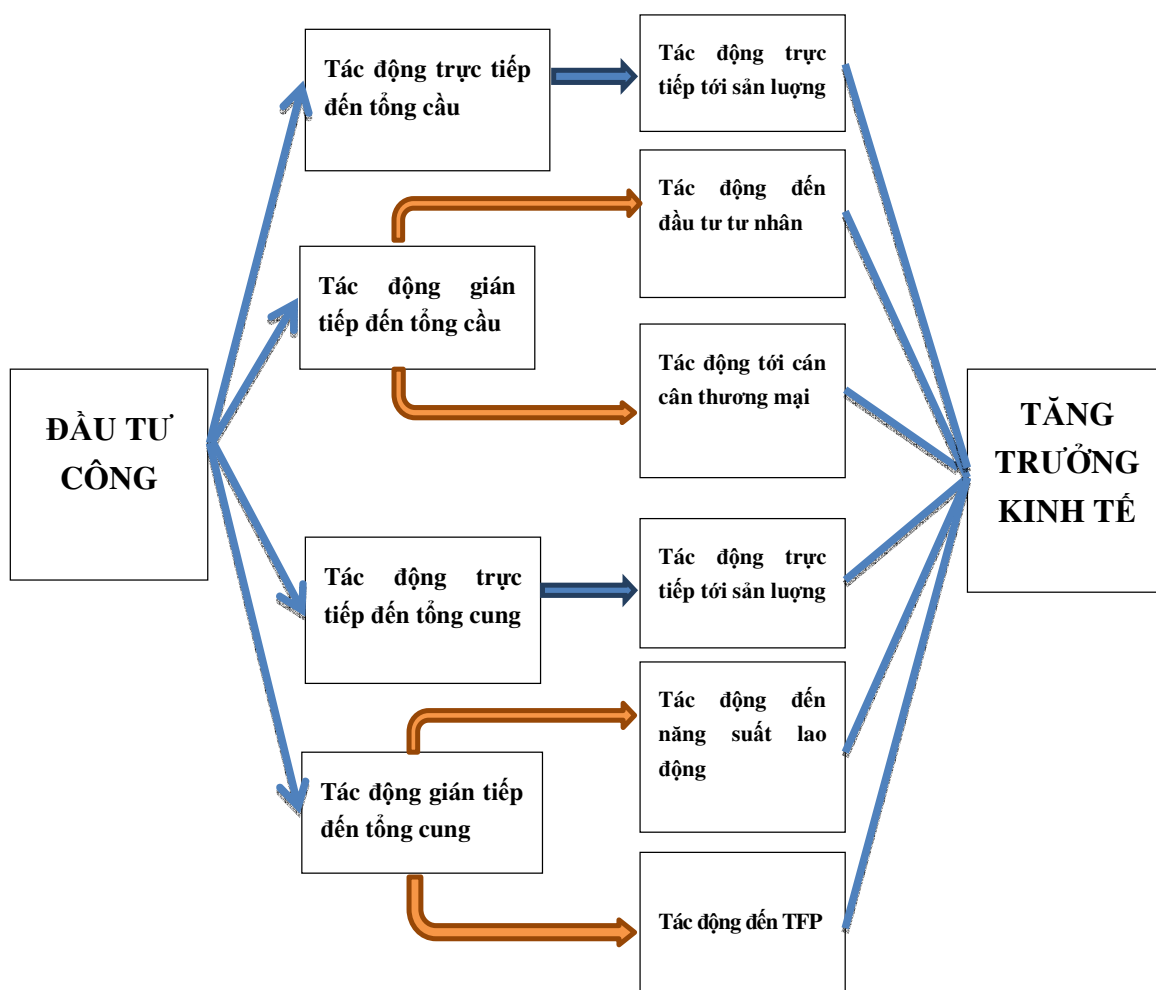 Tác động trực tiếp
đến tổng cầu
Tác động trực
tiếp tới sản lượng
Tác động đến
đầu tư tư nhân
Tác động gián
tiếp đến tổng cầu
Tác động tới cán
cân thương mại
ĐẦU TƯ
CÔNG
TĂNG
TRƯỞNG
KINH TẾ
Tác động trực
tiếp đến tổng cung
Tác động trực
tiếp tới sản lượng
Tác động đến
năng suất lao
động
Tác động gián tiếp
đến tổng cung
Tác động đến TFP